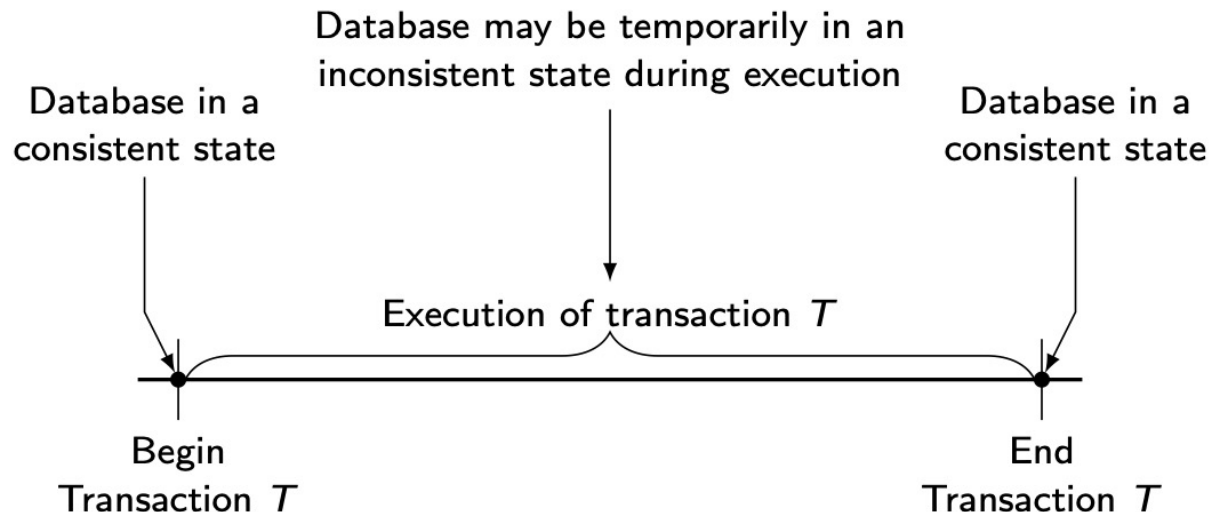 Database may be temporarily in an
inconsistent state during execution
Database in a
consistent state
Database in a
consistent state
Execution of transaction T
Begin
Transaction T
End
Transaction T